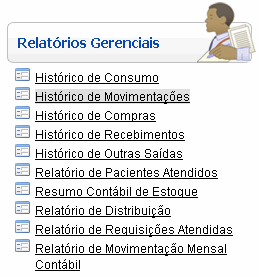 Relatórios Gerenciais
Histórico de Consumo
Histórico de Movimentações
Histórico de Compras
Histórico de Recebimentos
Histórico de Outras Saídas
Relatório de Pacientes Atendidos
Resumo Contábil de Estoque
Relatório de Distribuição
Relatório de Requisições Atendidas
Relatório de Movimentação Mensal
Contábil